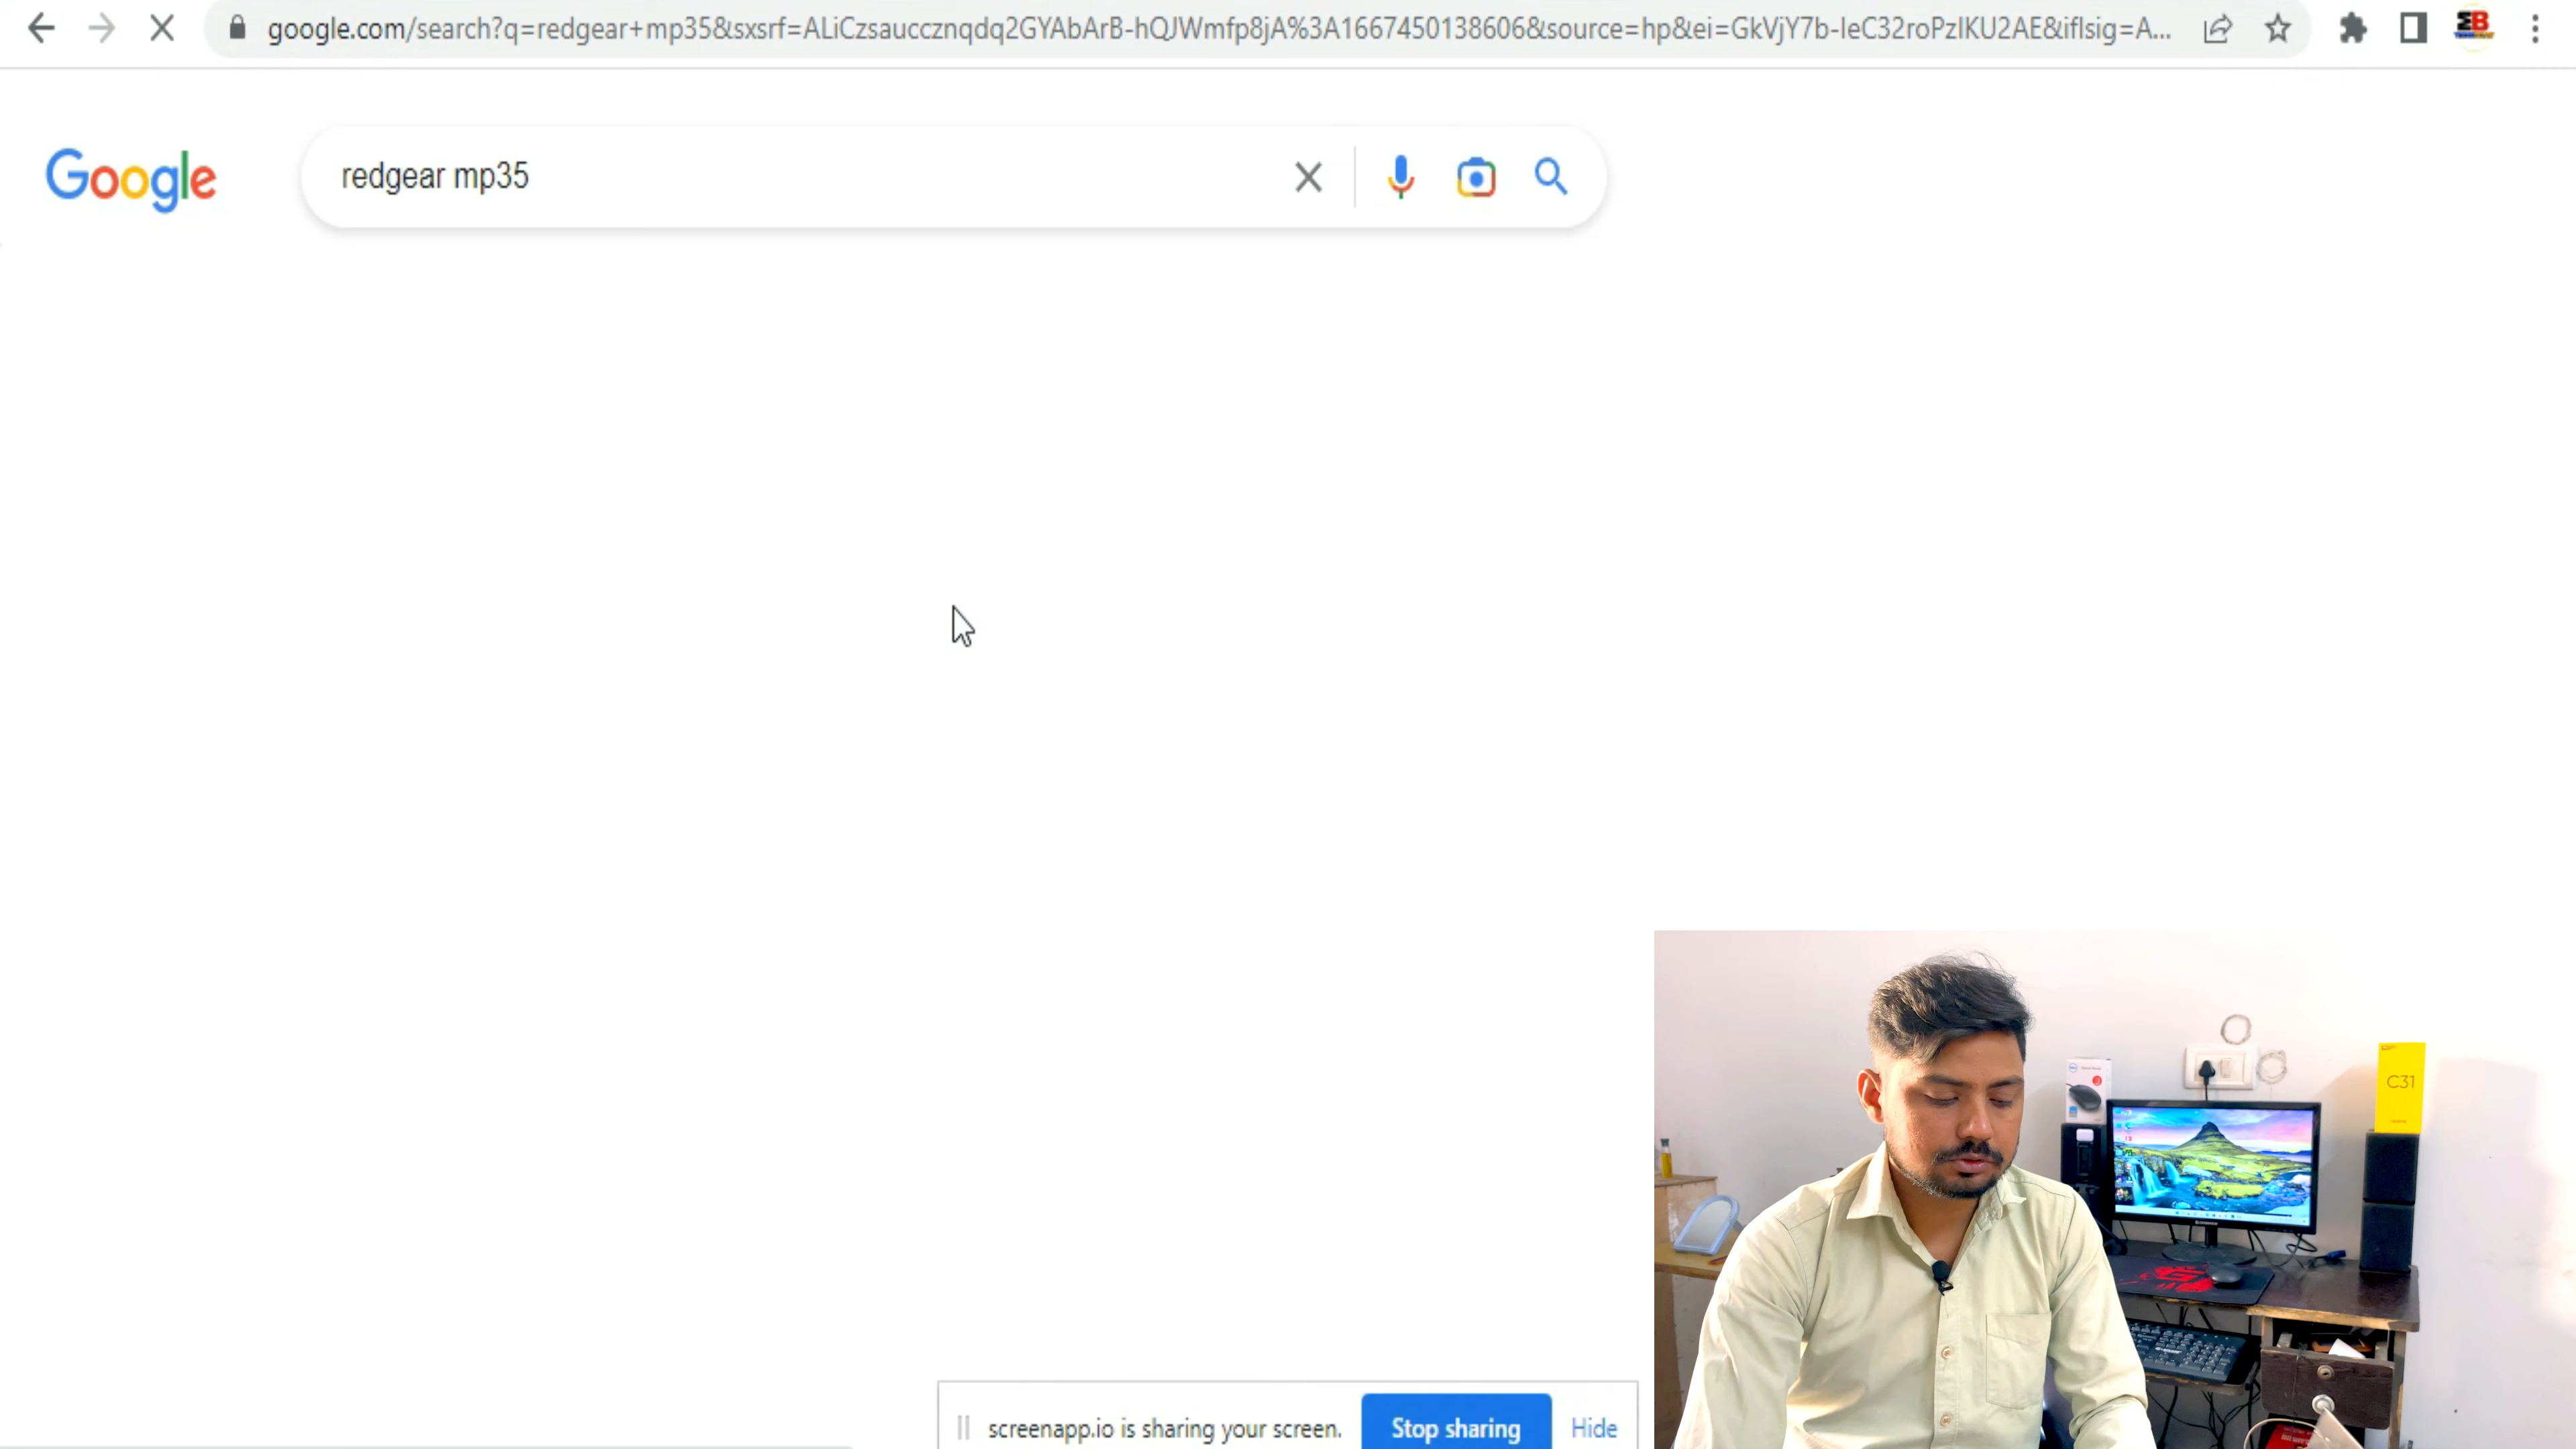 google.com/search?q=redgear+mp35&sxsrf=ALiCzsauccznqdq2GYAbArB-hQJWmfp8jA%3A1667450138606&source=hp&ei=GkVjY7b-IeC32roPzIKU2AE&iflsig=A...
Google
redgear mp35
C31
screenapp.io is sharing your screen.
Stop sharing
Hide